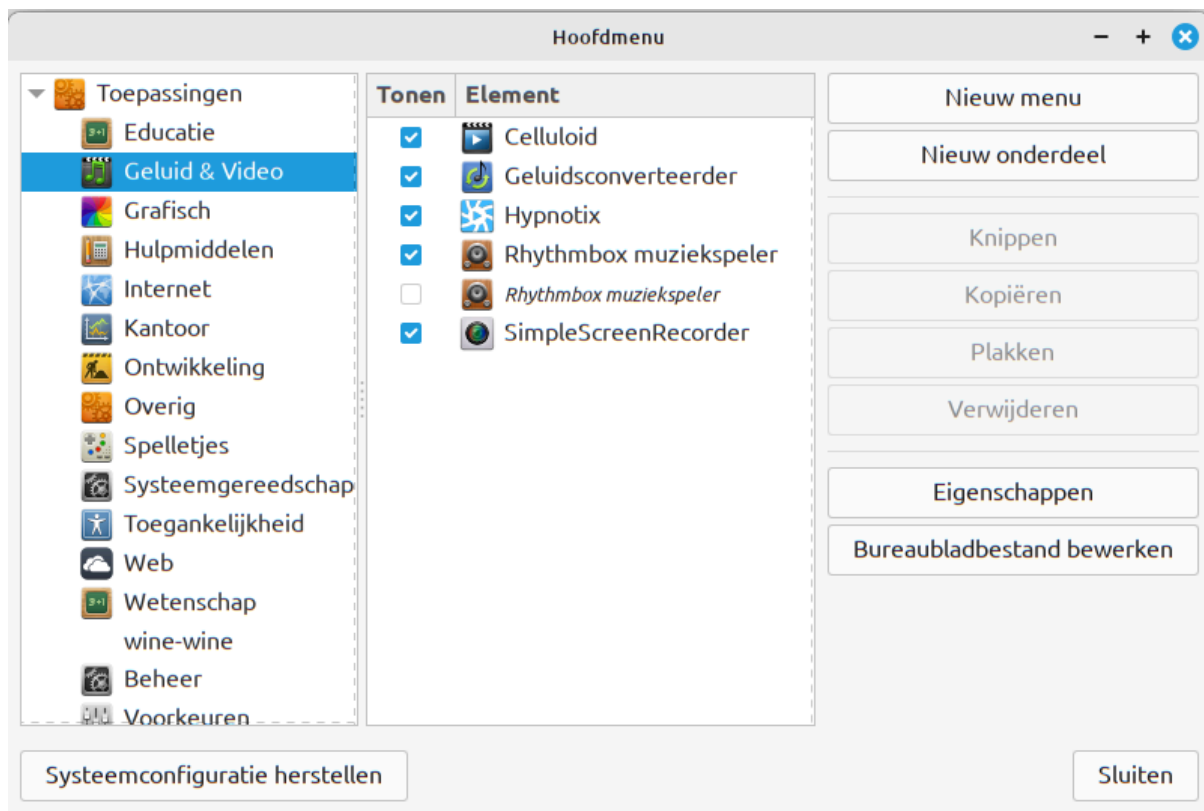 Hoofdmenu
Toepassingen
Educatie
Geluid & Video
Grafisch
Hulpmiddelen
Internet
Kantoor
Ontwikkeling
Overig
Spelletjes
Systeemgereedschap
Toegankelijkheid
Web
Wetenschap
wine-wine
Beheer
Voorkeuren
Tonen Element
Celluloid
Geluidsconverteerder
Hypnotix
Rhythmbox muziekspeler
Rhythmbox muziekspeler
SimpleScreenRecorder
Nieuw menu
Nieuw onderdeel
Knippen
Kopiëren
Plakken
Verwijderen
Eigenschappen
Bureaubladbestand bewerken
Systeemconfiguratie herstellen
Sluiten